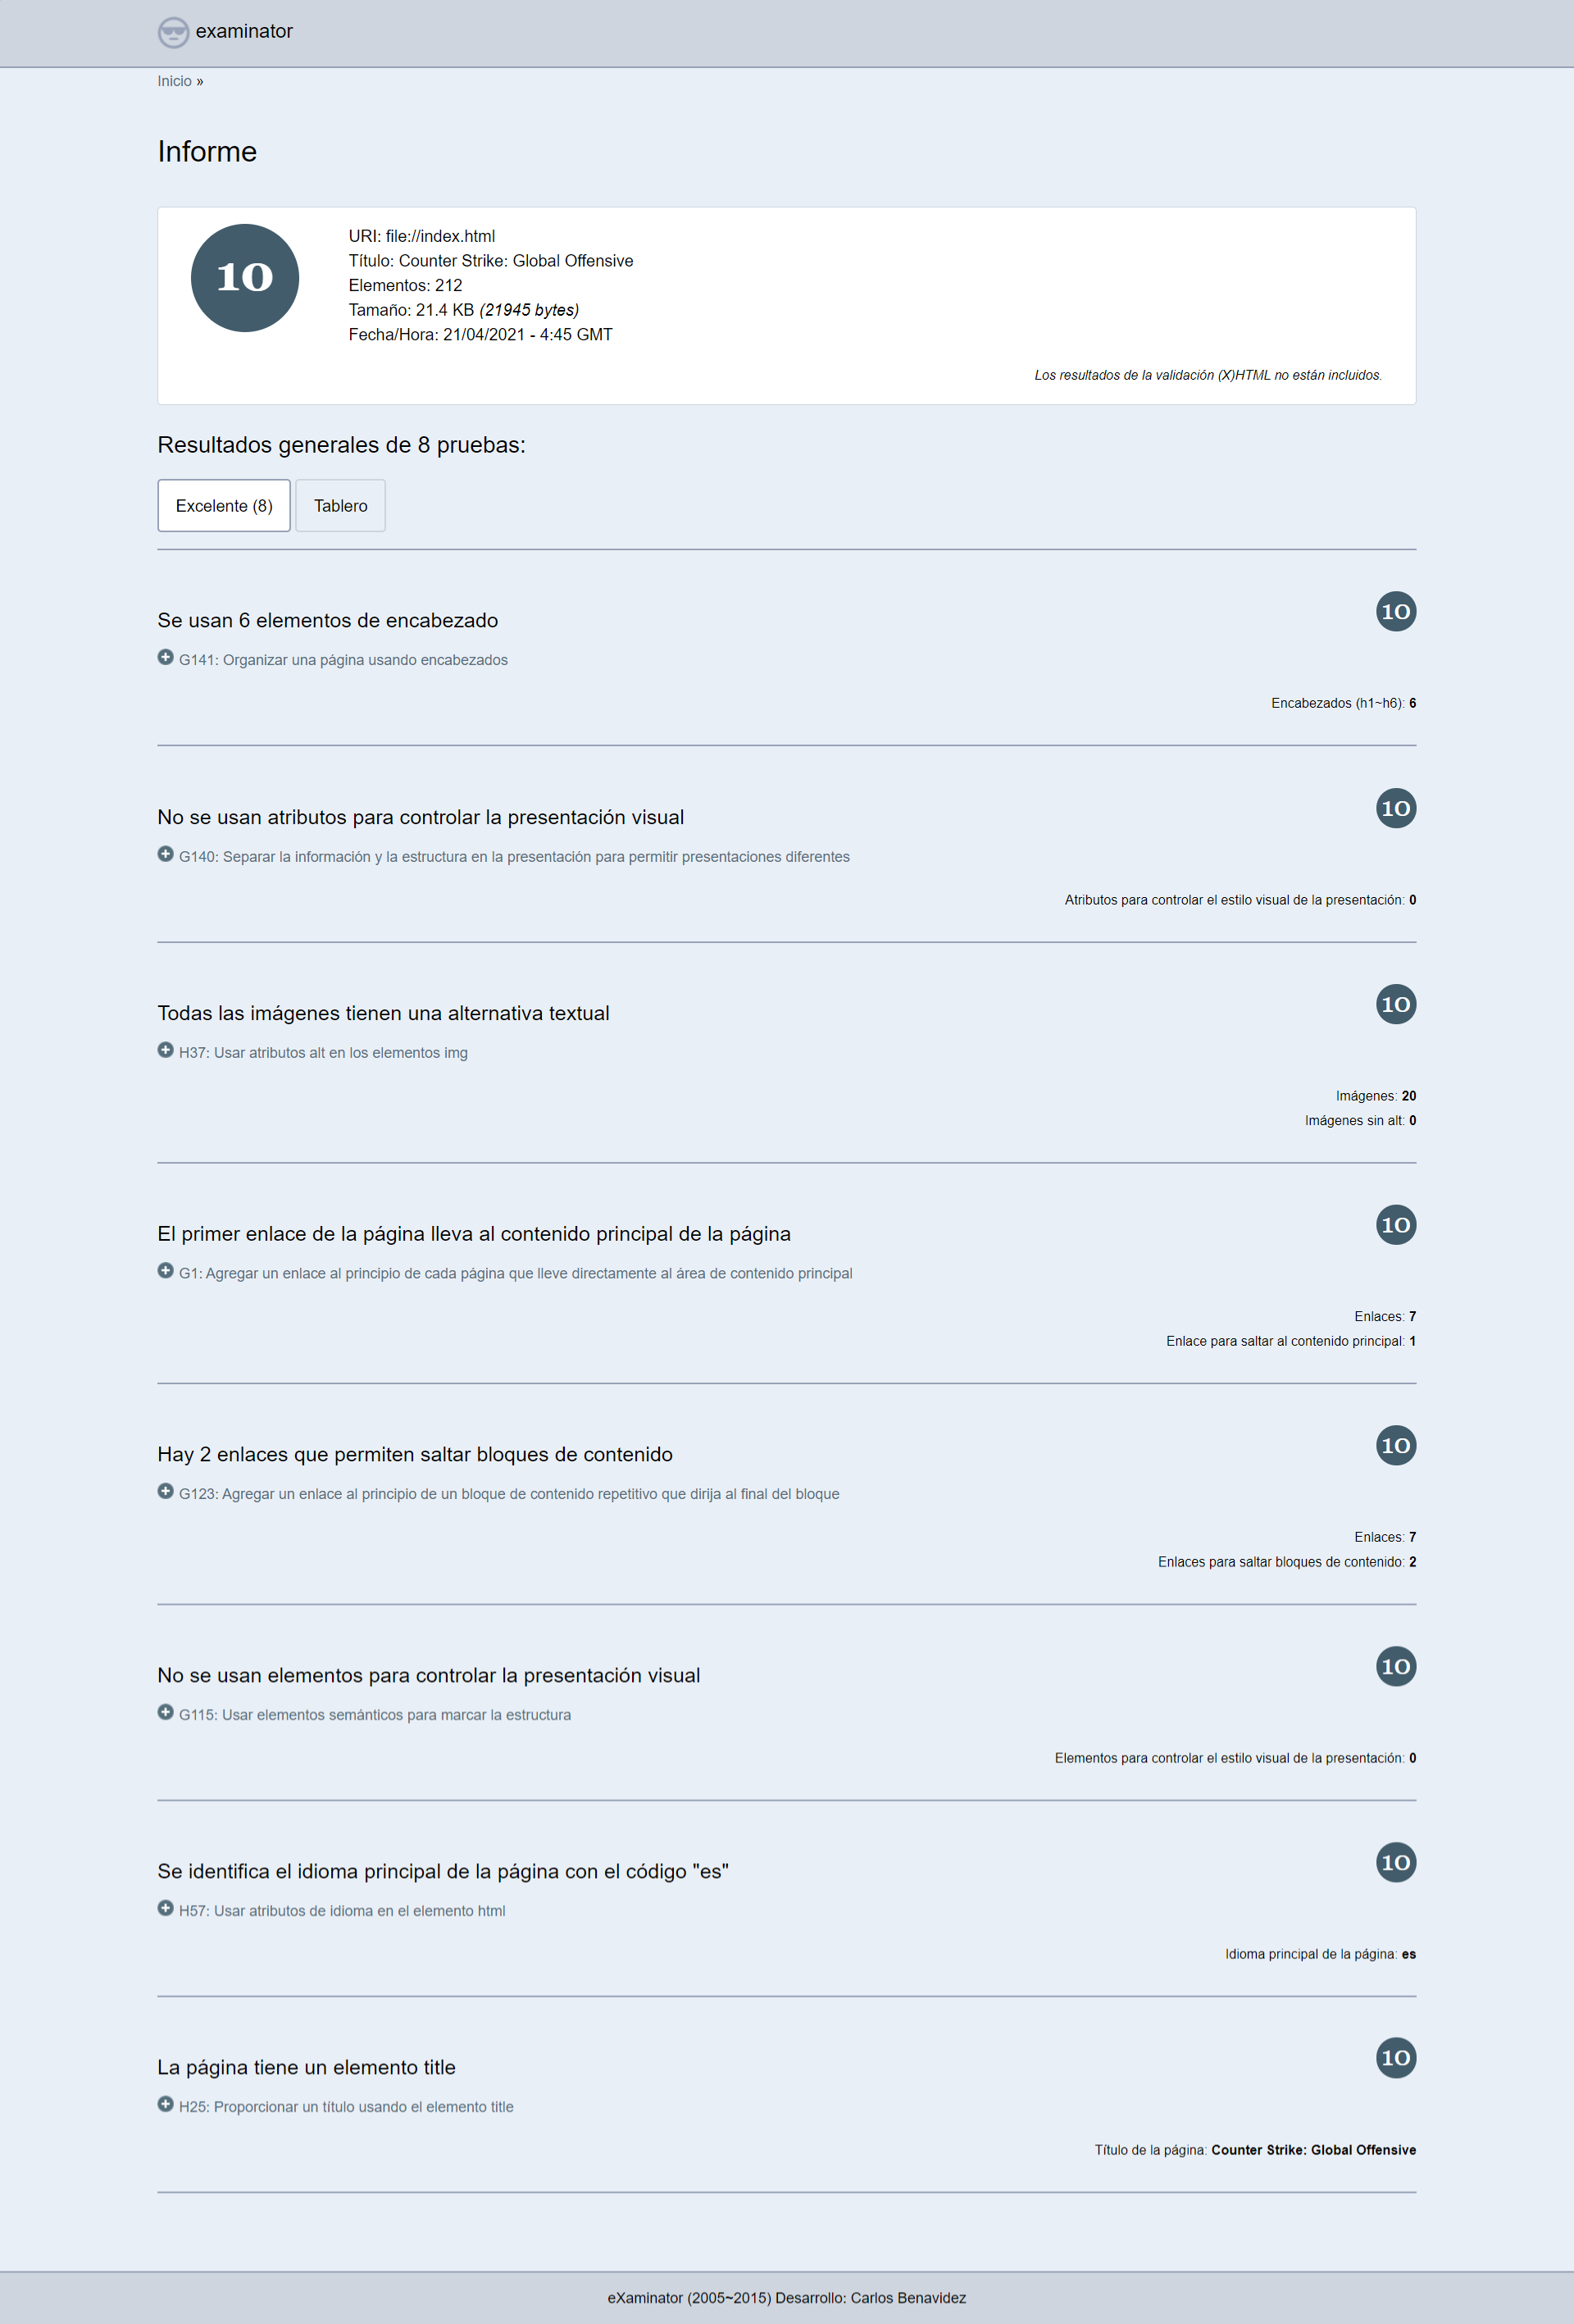 examinator
Inicio »
Informe
10
URI: file://index.html
Título: Counter Strike: Global Offensive
Elementos: 212
Tamaño: 21.4 KB (21945 bytes)
Fecha/Hora: 21/04/2021 - 4:45 GMT
Los resultados de la validación (X)HTML no están incluidos.
Resultados generales de 8 pruebas:
Excelente (8) Tablero
Se usan 6 elementos de encabezado 10
G141: Organizar una página usando encabezados
Encabezados (h1~h6): 6
No se usan atributos para controlar la presentación visual 10
G140: Separar la información y la estructura en la presentación para permitir presentaciones diferentes
Atributos para controlar el estilo visual de la presentación: 0
Todas las imágenes tienen una alternativa textual 10
H37: Usar atributos alt en los elementos img
Imágenes: 20
Imágenes sin alt: 0
El primer enlace de la página lleva al contenido principal de la página 10
G1: Agregar un enlace al principio de cada página que lleve directamente al área de contenido principal
Enlaces: 7
Enlace para saltar al contenido principal: 1
Hay 2 enlaces que permiten saltar bloques de contenido 10
G123: Agregar un enlace al principio de un bloque de contenido repetitivo que dirija al final del bloque
Enlaces: 7
Enlaces para saltar bloques de contenido: 2
No se usan elementos para controlar la presentación visual 10
G115: Usar elementos semánticos para marcar la estructura
Elementos para controlar el estilo visual de la presentación: 0
Se identifica el idioma principal de la página con el código "es" 10
H57: Usar atributos de idioma en el elemento html
Idioma principal de la página: es
La página tiene un elemento title 10
H25: Proporcionar un título usando el elemento title
Título de la página: Counter Strike: Global Offensive
eXaminator (2005~2015) Desarrollo: Carlos Benavidez